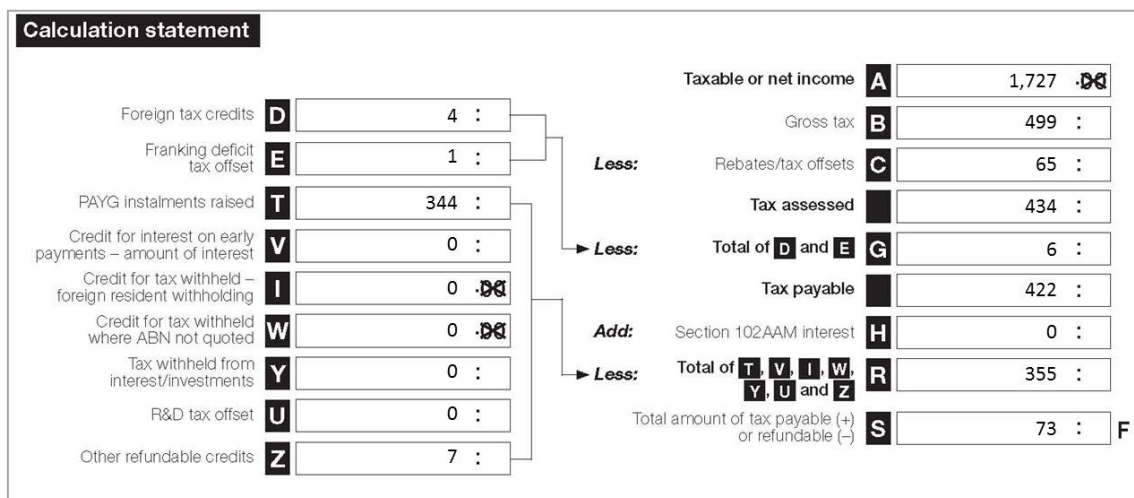 Calculation statement
Taxable or net income A 1,727 .00
Foreign tax credits D 4 :
Gross tax B 499 :
Franking deficit
tax offset E 1 :
Less: Rebates/tax offsets C 65 :
PAYG instalments raised T 344 :
Tax assessed 434 :
Credit for interest on early
payments – amount of interest V 0 :
Less: Total of D and E G 6 :
Credit for tax withheld –
foreign resident withholding I 0 .00
Tax payable 422 :
Credit for tax withheld
where ABN not quoted W 0 .00
Add: Section 102AAM interest H 0 :
Tax withheld from
interest/investments Y 0 :
Less: Total of T, V, I, W,
Y, U and Z R 355 :
R&D tax offset U 0 :
Total amount of tax payable (+)
or refundable (–) S 73 : F
Other refundable credits Z 7 :